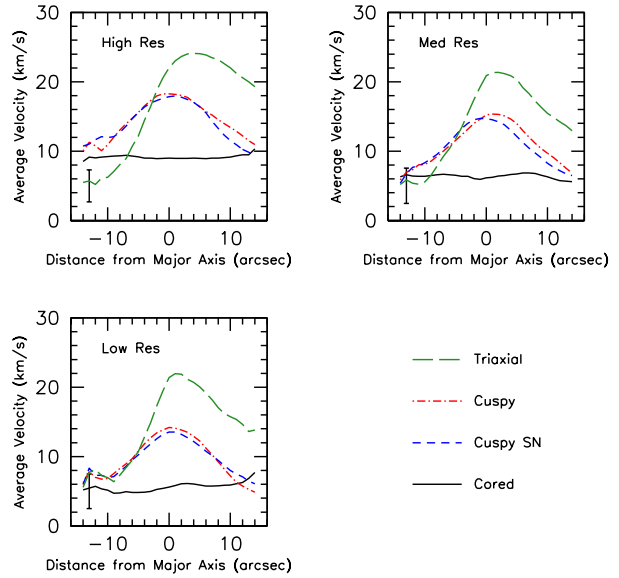 High Res
Average Velocity (km/s)
30
20
10
0
−10 0 10
Distance from Major Axis (arcsec)
Med Res
Average Velocity (km/s)
30
20
10
0
−10 0 10
Distance from Major Axis (arcsec)
Low Res
Average Velocity (km/s)
30
20
10
0
−10 0 10
Distance from Major Axis (arcsec)
Triaxial
Cuspy
Cuspy SN
Cored